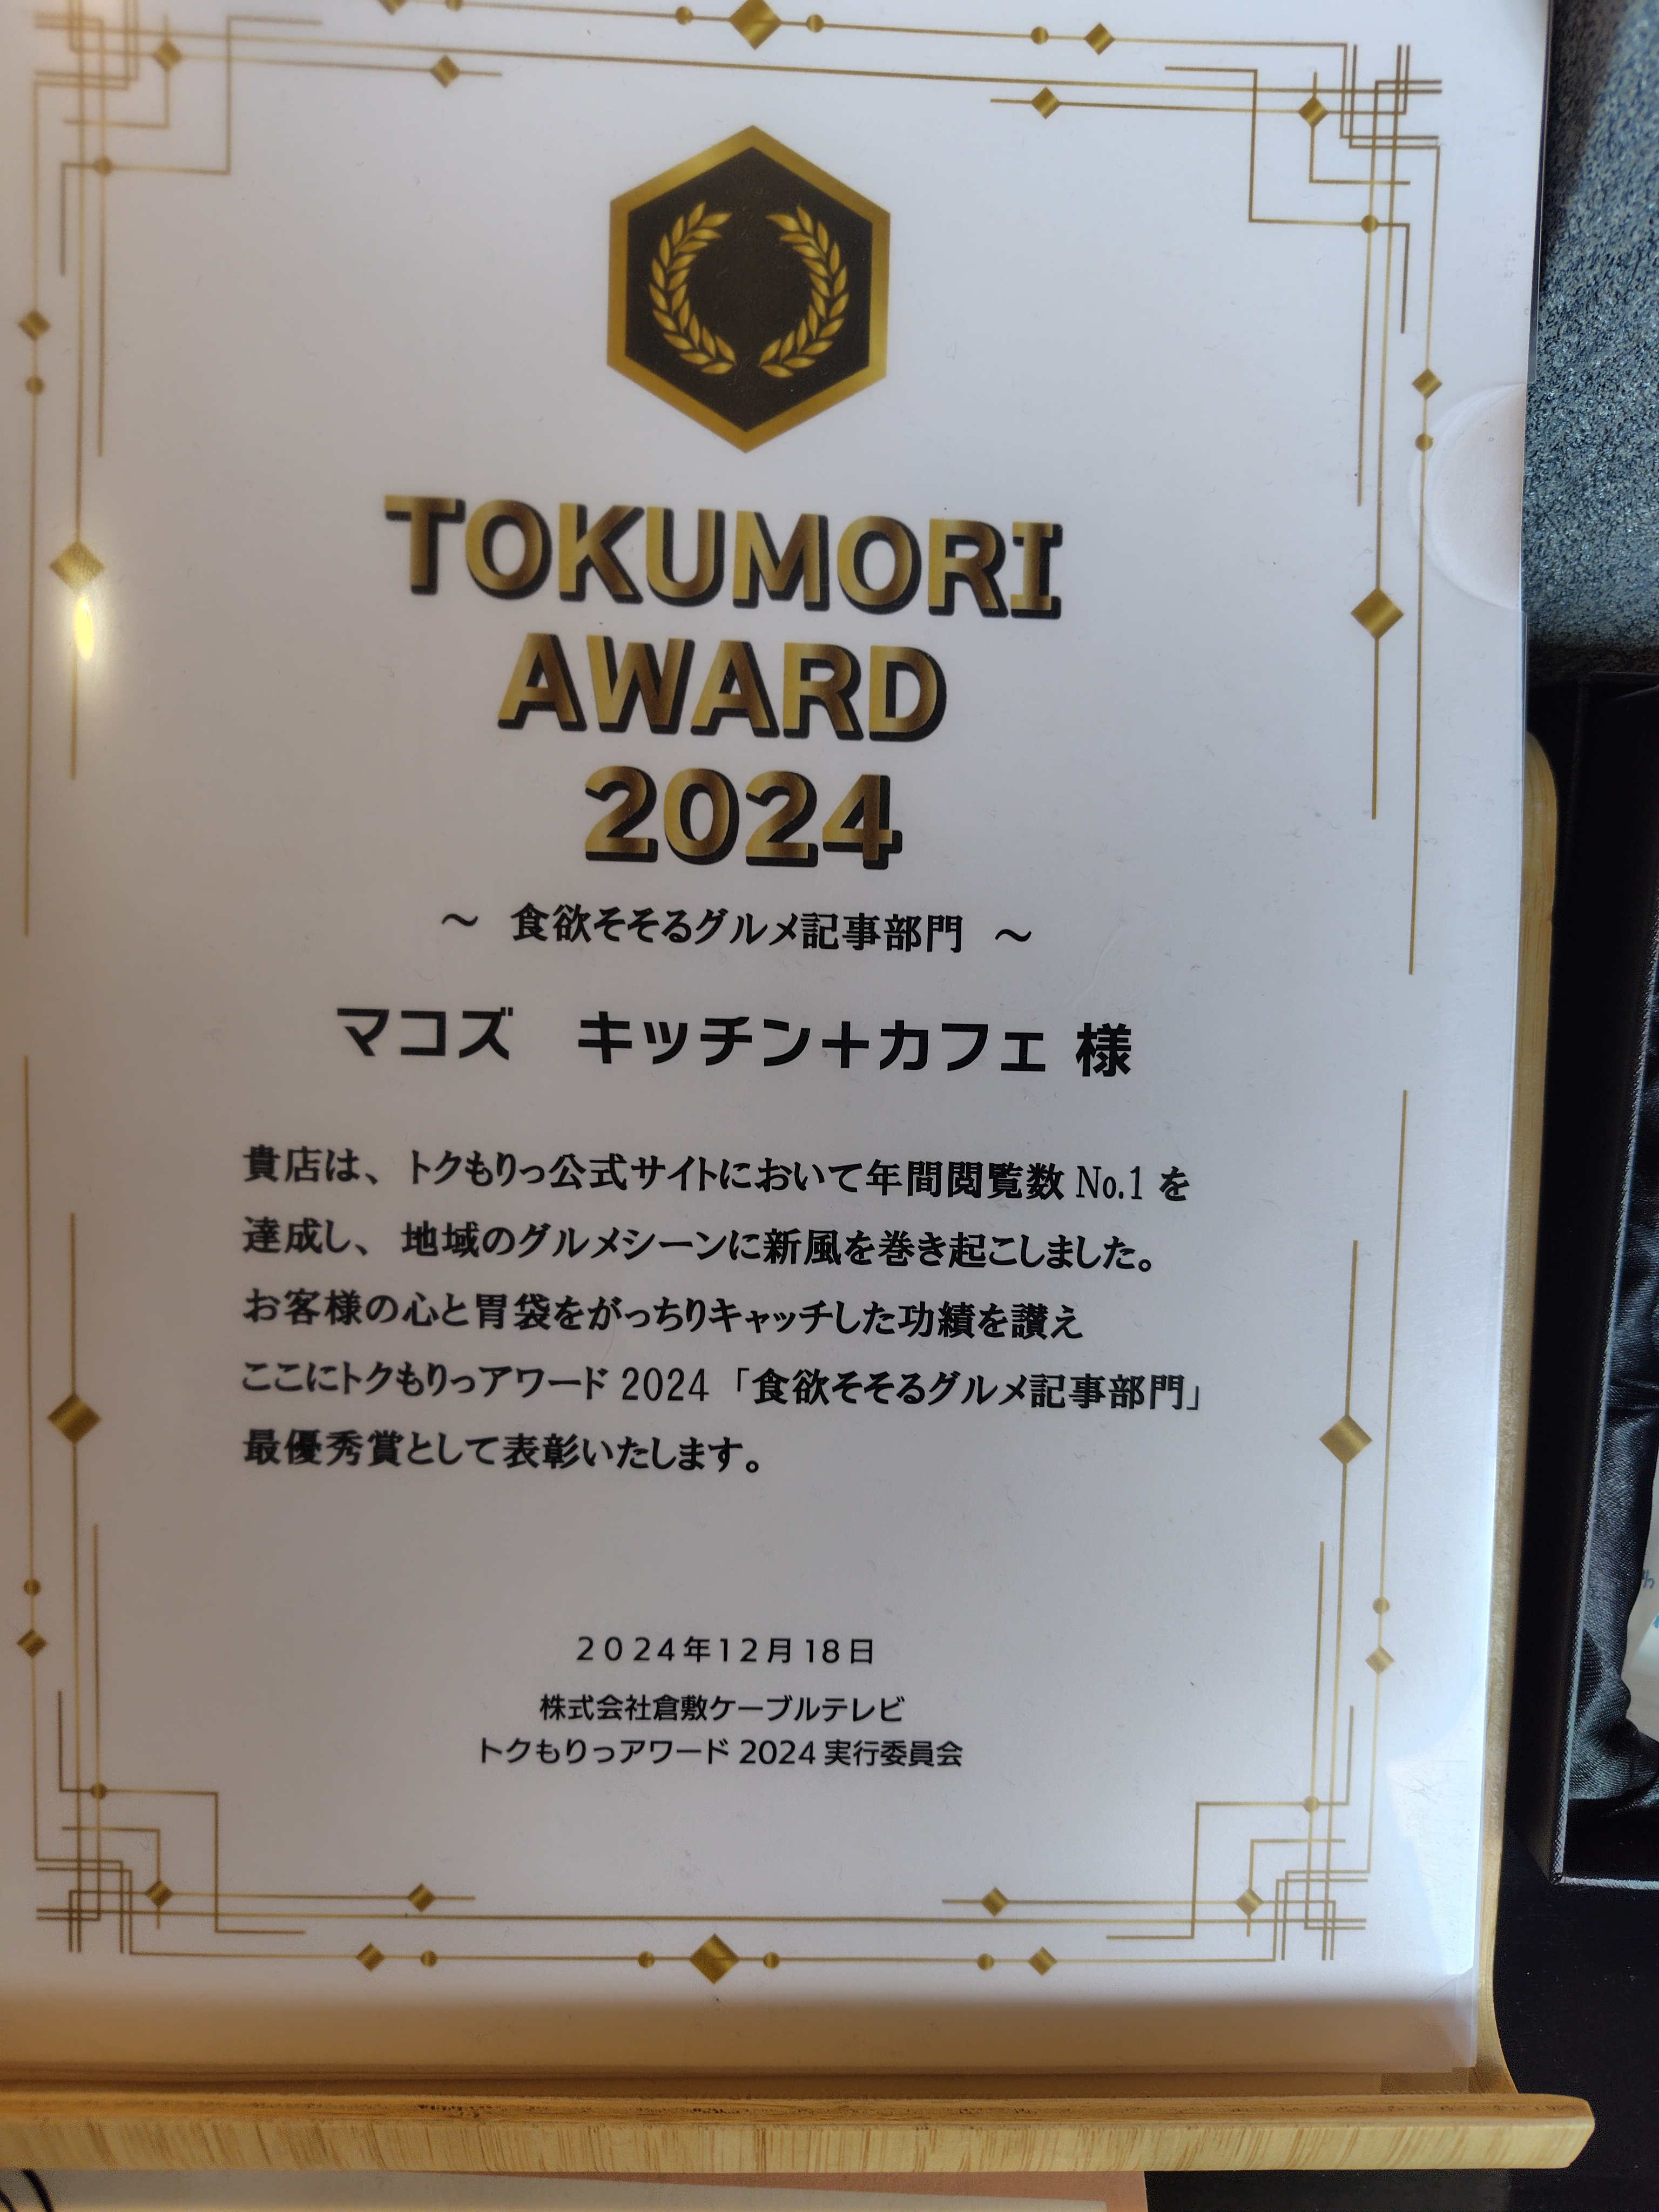 TOKUMORI
AWARD
2024
～ 食欲そそるグルメ記事部門 ～
マコズ　キッチン＋カフェ 様
貴店は、トクもりっ公式サイトにおいて年間閲覧数 No.1 を
達成し、地域のグルメシーンに新風を巻き起こしました。
お客様の心と胃袋をがっちりキャッチした功績を讃え
ここにトクもりっアワード 2024「食欲そそるグルメ記事部門」
最優秀賞として表彰いたします。
２０２４年１２月１８日
株式会社倉敷ケーブルテレビ
トクもりっアワード 2024 実行委員会